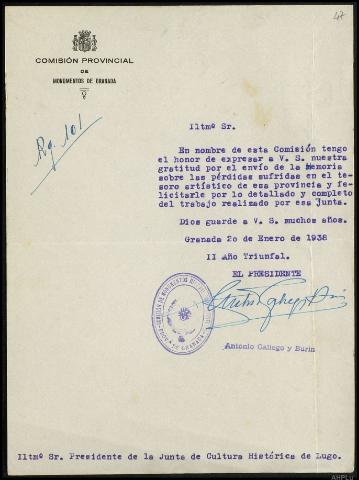 47
COMISIÓN PROVINCIAL
DE
MONUMENTOS DE GRANADA
Rg. 101
Iltmº Sr.
En nombre de esta Comisión tengo
el honor de expresar a V. S. nuestra
gratitud por el envío de la Memoria
sobre las pérdidas sufridas en el te-
soro artístico de esa provincia y fe-
licitarle por lo detallado y completo
del trabajo realizado por esa Junta.
Dios guarde a V. S. muchos años.
Granada 20 de Enero de 1938
II Año Triunfal.
EL PRESIDENTE
Antonio Gallego Burín
Antonio Gallego y Burin
Iltmº Sr. Presidente de la Junta de Cultura Histórica de Lugo.
AHPLU